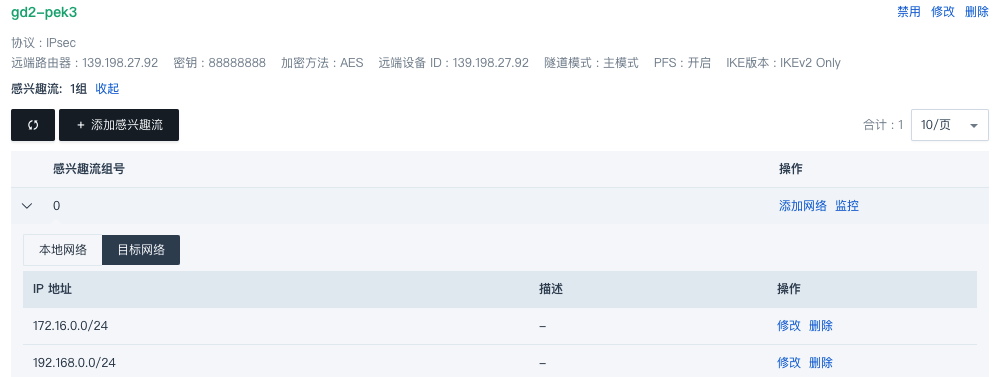 gd2-pek3 禁用 修改 删除
协议 : IPsec
远端路由器 : 139.198.27.92 密钥 : 88888888 加密方法 : AES 远端设备 ID : 139.198.27.92 隧道模式 : 主模式 PFS : 开启 IKE版本 : IKEv2 Only
感兴趣流: 1组 收起
+ 添加感兴趣流 合计 : 1 10/页
感兴趣流组号 操作
0 添加网络 监控
本地网络 目标网络
IP 地址 描述 操作
172.16.0.0/24 – 修改 删除
192.168.0.0/24 – 修改 删除